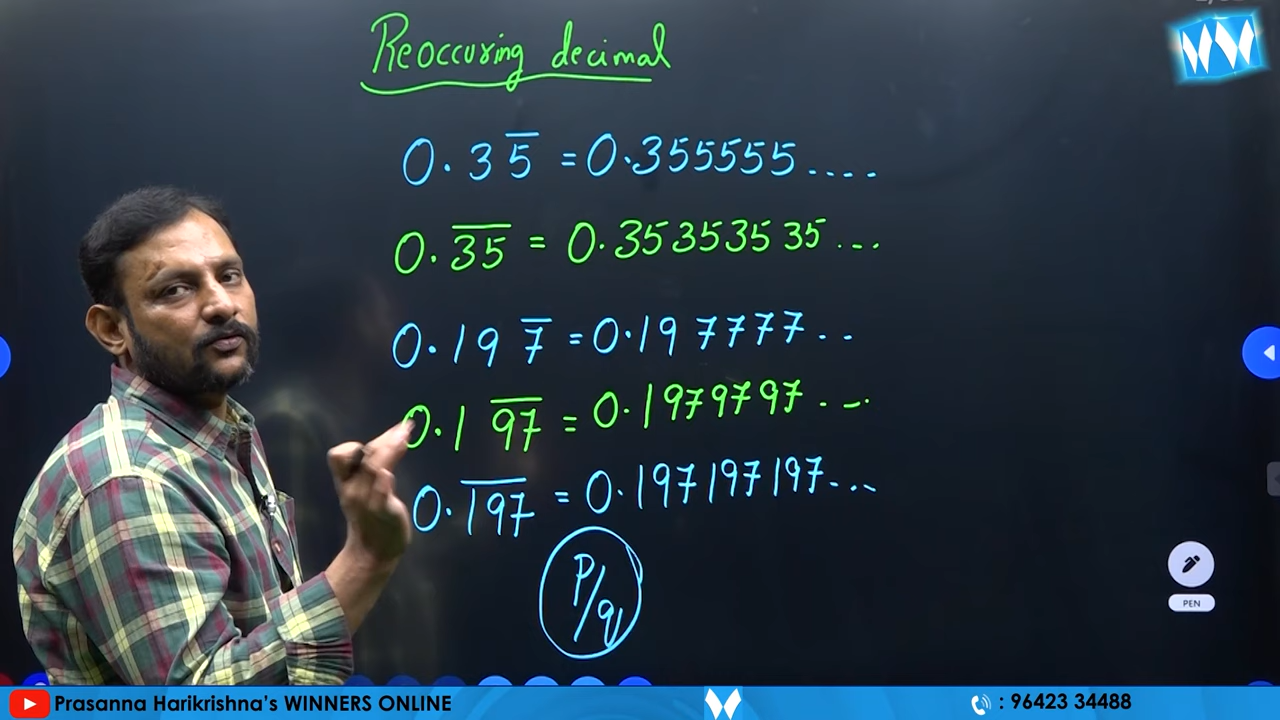 Reoccuring decimal
0.35̅ = 0.355555....
0.3̅5̅ = 0.35353535...
0.197̅ = 0.197777..
0.19̅7̅ = 0.1979797...
0.1̅9̅7̅ = 0.197197197...
P/q
PEN
Prasanna Harikrishna's WINNERS ONLINE
: 96423 34488